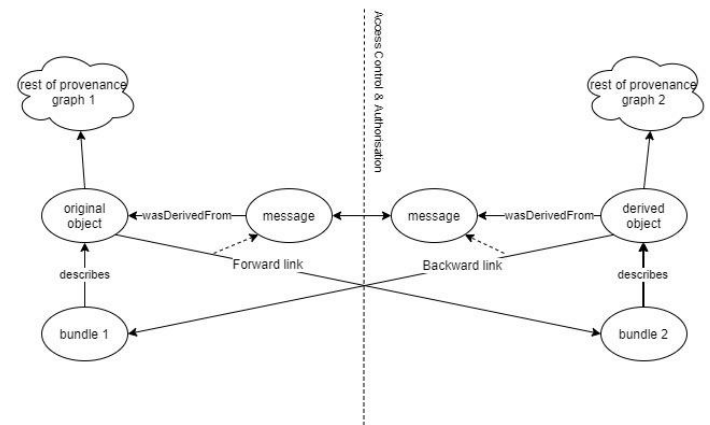 Access Control & Authorisation
rest of provenance
graph 1
rest of provenance
graph 2
original
object
wasDerivedFrom
message
message
wasDerivedFrom
derived
object
Forward link
Backward link
describes
describes
bundle 1
bundle 2